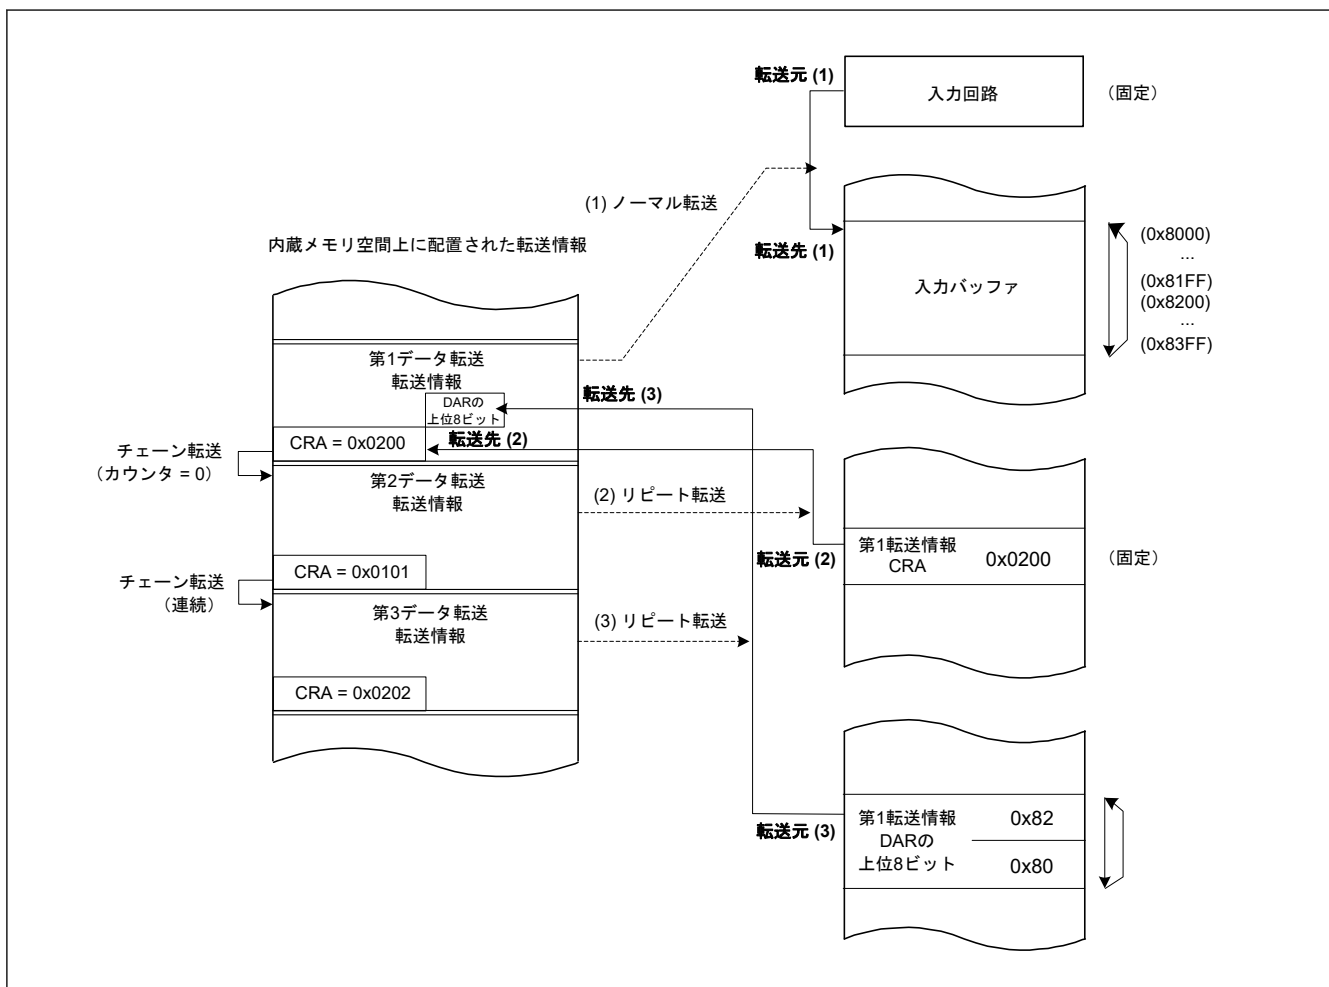 転送元 (1)
入力回路
（固定）
(1) ノーマル転送
転送先 (1)
入力バッファ
(0x8000)
...
(0x81FF)
(0x8200)
...
(0x83FF)
内蔵メモリ空間上に配置された転送情報
第1データ転送
転送情報
DARの
上位8ビット
転送先 (3)
CRA = 0x0200
転送先 (2)
チェーン転送
（カウンタ = 0）
第2データ転送
転送情報
(2) リピート転送
CRA = 0x0101
転送元 (2)
第1転送情報
CRA
0x0200
（固定）
チェーン転送
（連続）
第3データ転送
転送情報
(3) リピート転送
CRA = 0x0202
転送元 (3)
第1転送情報
DARの
上位8ビット
0x82
0x80